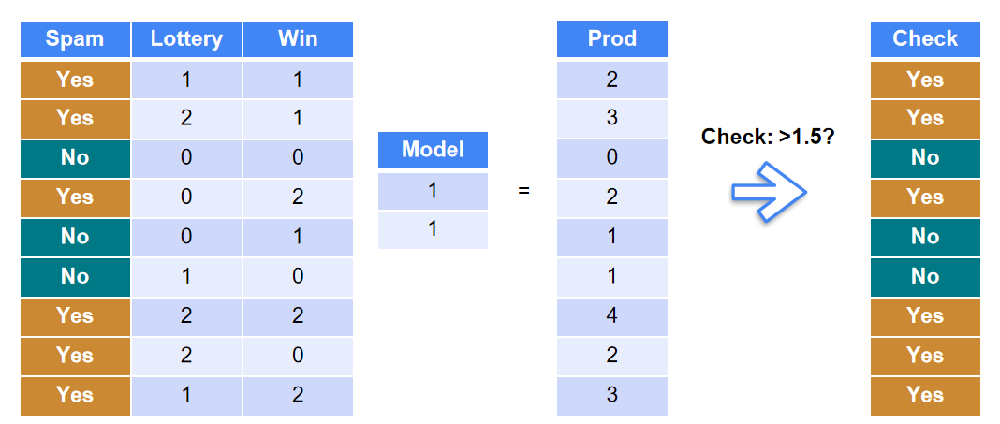 Spam Lottery Win
Yes 1 1
Yes 2 1
No 0 0
Yes 0 2
No 0 1
No 1 0
Yes 2 2
Yes 2 0
Yes 1 2
Model
1
1
=
Prod
2
3
0
2
1
1
4
2
3
Check: >1.5?
Check
Yes
Yes
No
Yes
No
No
Yes
Yes
Yes